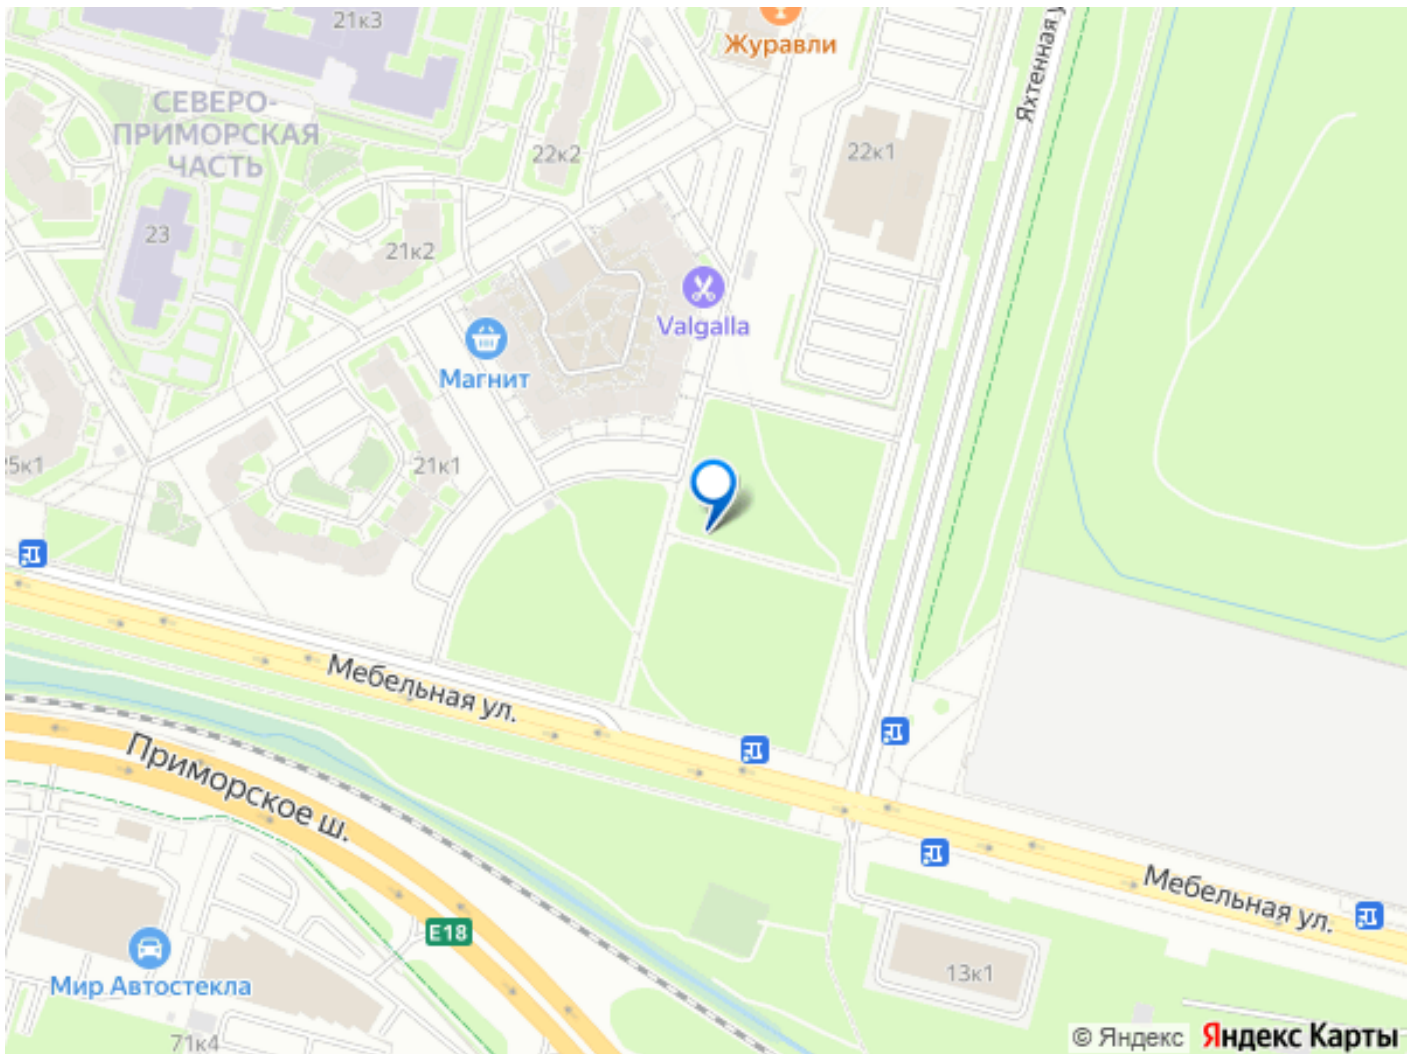 21к3
Журавли
Яхтенная у
СЕВЕРО-
ПРИМОРСКАЯ
ЧАСТЬ
22к2
22к1
23
21к2
Valgalla
Магнит
25к1
21к1
Мебельная ул.
Приморское ш.
Мебельная ул.
E18
Мир Автостекла
13к1
71к4
© Яндекс Яндекс Карты